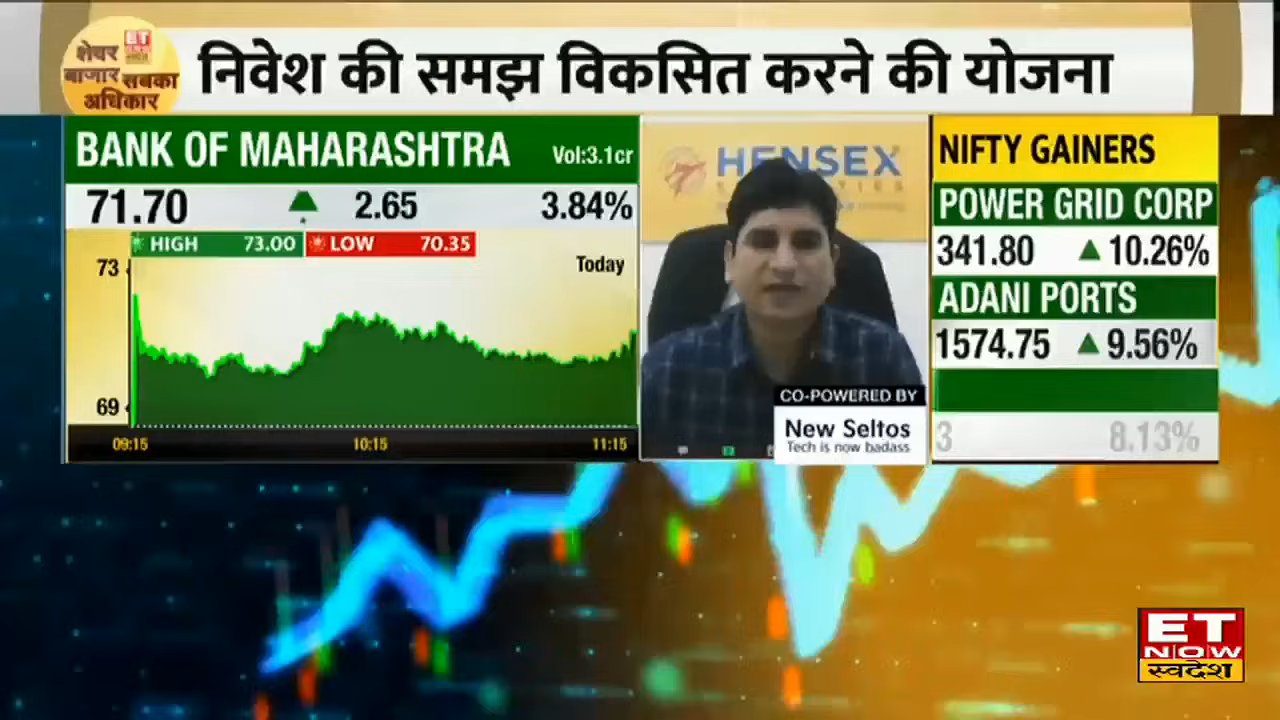 शेयर
बाजार सबका
अधिकार
ET
निवेश की समझ विकसित करने की योजना
BANK OF MAHARASHTRA Vol:3.1cr
71.70 ▲ 2.65 3.84%
HIGH 73.00 LOW 70.35
73
Today
69
09:15 10:15 11:15
HENSEX
CO-POWERED BY
New Seltos
Tech is now badass
NIFTY GAINERS
POWER GRID CORP
341.80 ▲ 10.26%
ADANI PORTS
1574.75 ▲ 9.56%
3 8.13%
ET
NOW
स्वदेश